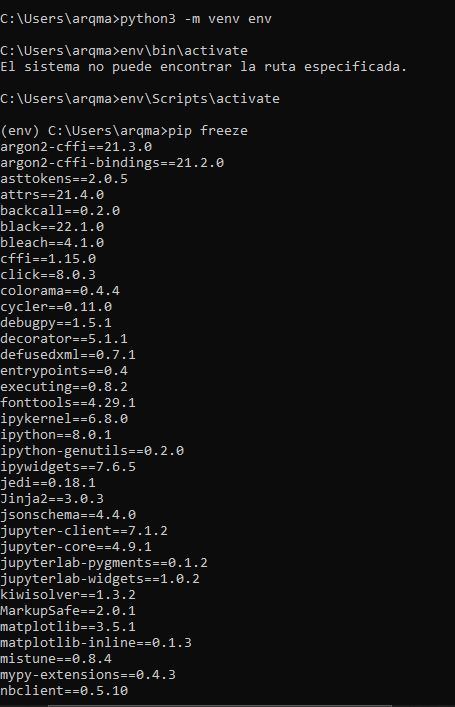 C:\Users\arqma>python3 -m venv env
C:\Users\arqma>env\bin\activate
El sistema no puede encontrar la ruta especificada.
C:\Users\arqma>env\Scripts\activate
(env) C:\Users\arqma>pip freeze
argon2-cffi==21.3.0
argon2-cffi-bindings==21.2.0
asttokens==2.0.5
attrs==21.4.0
backcall==0.2.0
black==22.1.0
bleach==4.1.0
cffi==1.15.0
click==8.0.3
colorama==0.4.4
cycler==0.11.0
debugpy==1.5.1
decorator==5.1.1
defusedxml==0.7.1
entrypoints==0.4
executing==0.8.2
fonttools==4.29.1
ipykernel==6.8.0
ipython==8.0.1
ipython-genutils==0.2.0
ipywidgets==7.6.5
jedi==0.18.1
Jinja2==3.0.3
jsonschema==4.4.0
jupyter-client==7.1.2
jupyter-core==4.9.1
jupyterlab-pygments==0.1.2
jupyterlab-widgets==1.0.2
kiwisolver==1.3.2
MarkupSafe==2.0.1
matplotlib==3.5.1
matplotlib-inline==0.1.3
mistune==0.8.4
mypy-extensions==0.4.3
nbclient==0.5.10